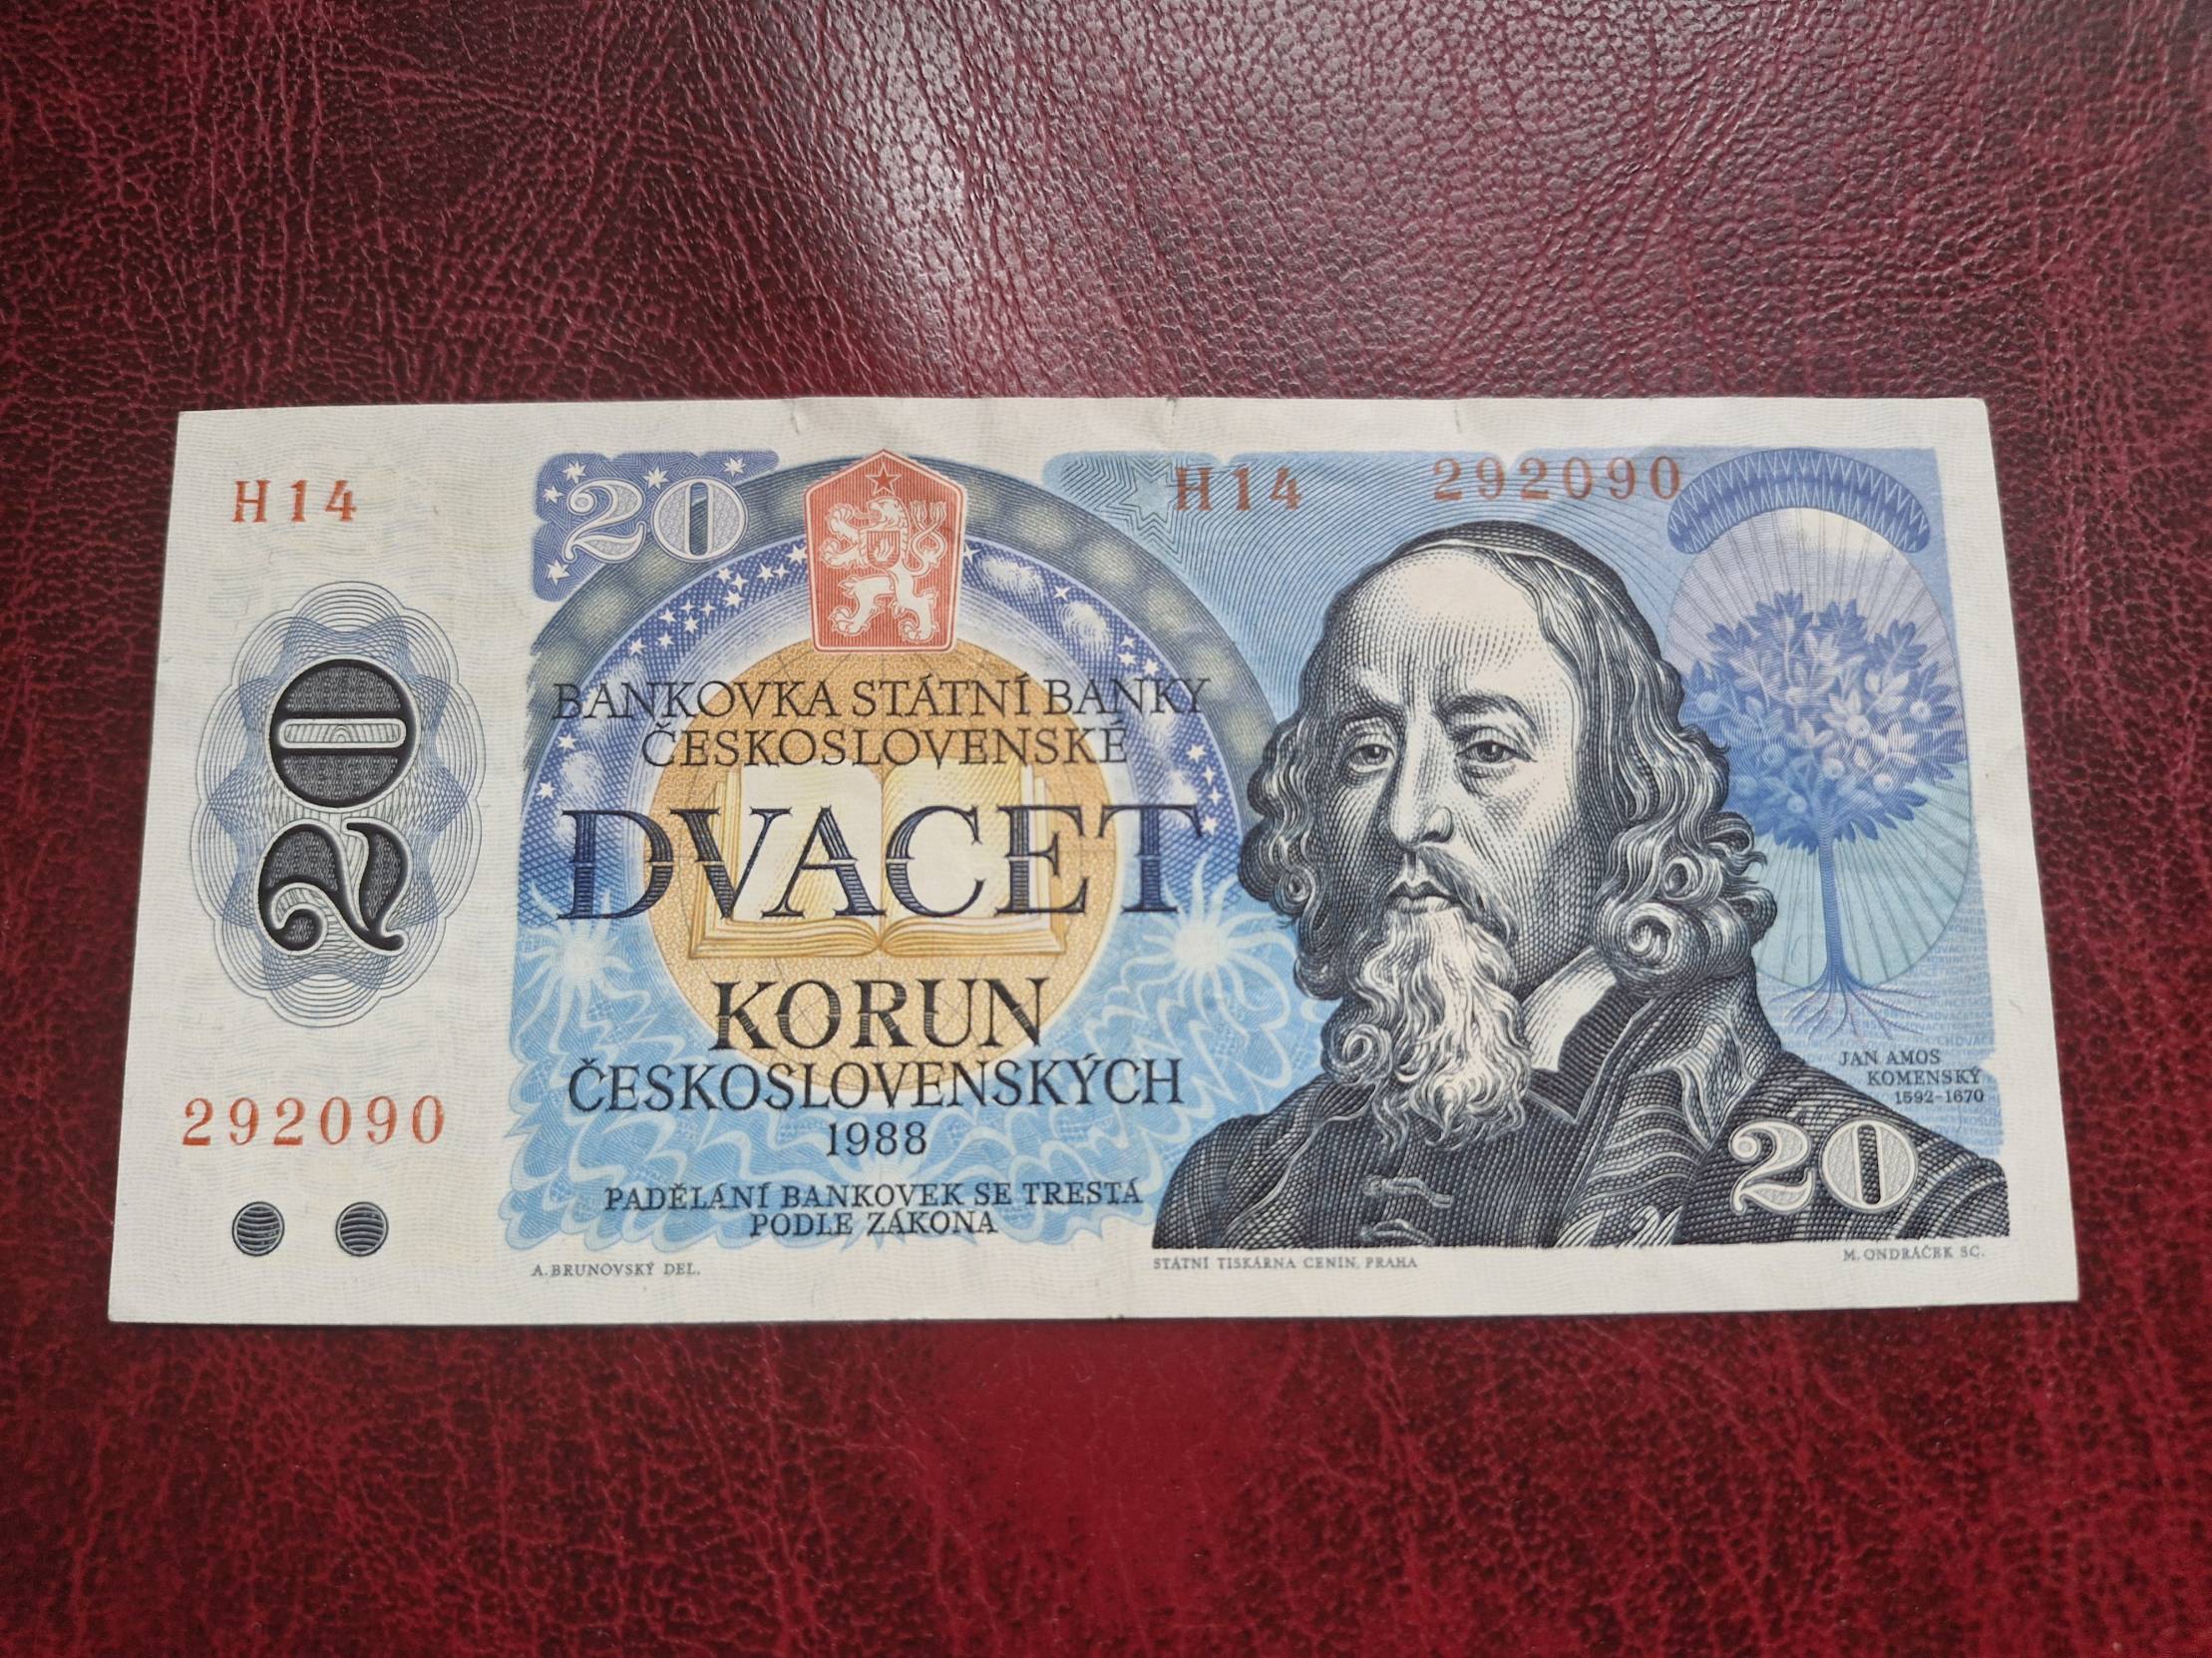 H14
20
H14 292090
BANKOVKA STÁTNÍ BANKY
ČESKOSLOVENSKÉ
20
DVACET
KORUN
ČESKOSLOVENSKÝCH
1988
292090
PADĚLÁNÍ BANKOVEK SE TRESTÁ
PODLE ZÁKONA
JAN AMOS
KOMENSKÝ
1592-1670
20
A. BRUNOVSKÝ DEL.
STÁTNÍ TISKÁRNA CENIN, PRAHA
M. ONDRÁČEK SC.